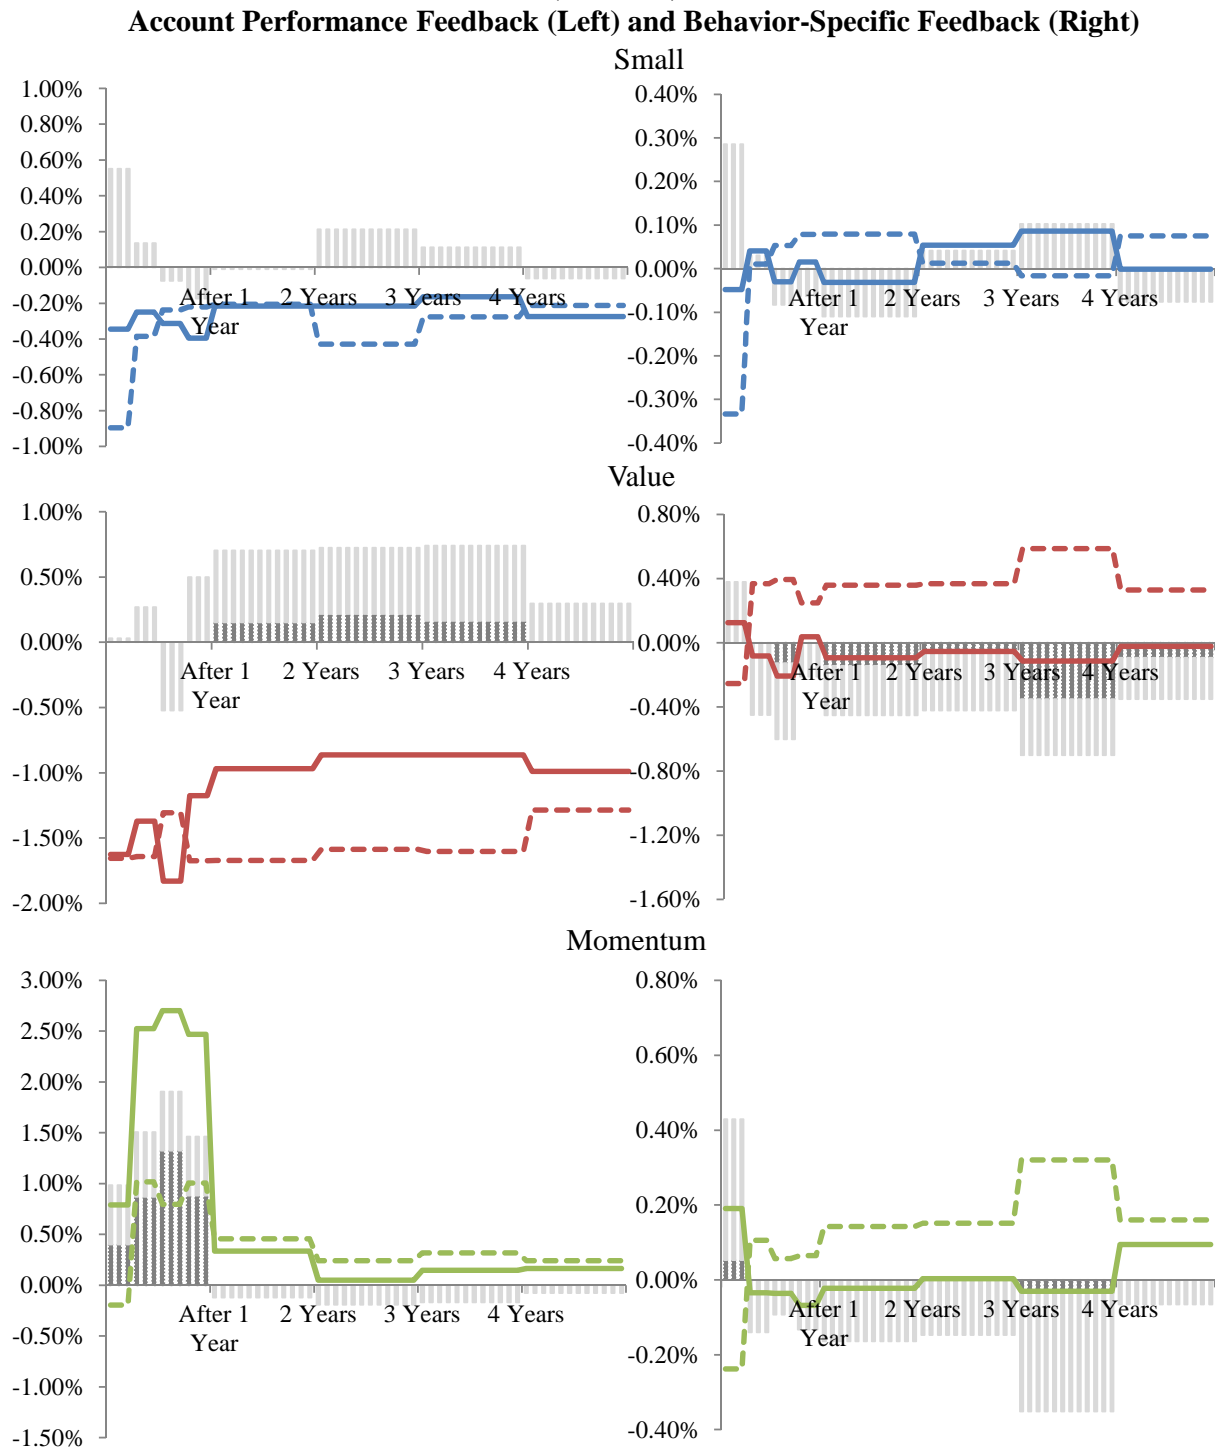 Account Performance Feedback (Left) and Behavior-Specific Feedback (Right)
Small
1.00%
0.80%
0.60%
0.40%
0.20%
0.00%
-0.20%
-0.40%
-0.60%
-0.80%
-1.00%
After 1
Year
2 Years
3 Years
4 Years
0.40%
0.30%
0.20%
0.10%
0.00%
-0.10%
-0.20%
-0.30%
-0.40%
After 1
Year
2 Years
3 Years
4 Years
Value
1.00%
0.50%
0.00%
-0.50%
-1.00%
-1.50%
-2.00%
After 1
Year
2 Years
3 Years
4 Years
0.80%
0.40%
0.00%
-0.40%
-0.80%
-1.20%
-1.60%
After 1
Year
2 Years
3 Years
4 Years
Momentum
3.00%
2.50%
2.00%
1.50%
1.00%
0.50%
0.00%
-0.50%
-1.00%
-1.50%
After 1
Year
2 Years
3 Years
4 Years
0.80%
0.60%
0.40%
0.20%
0.00%
-0.20%
-0.40%
After 1
Year
2 Years
3 Years
4 Years